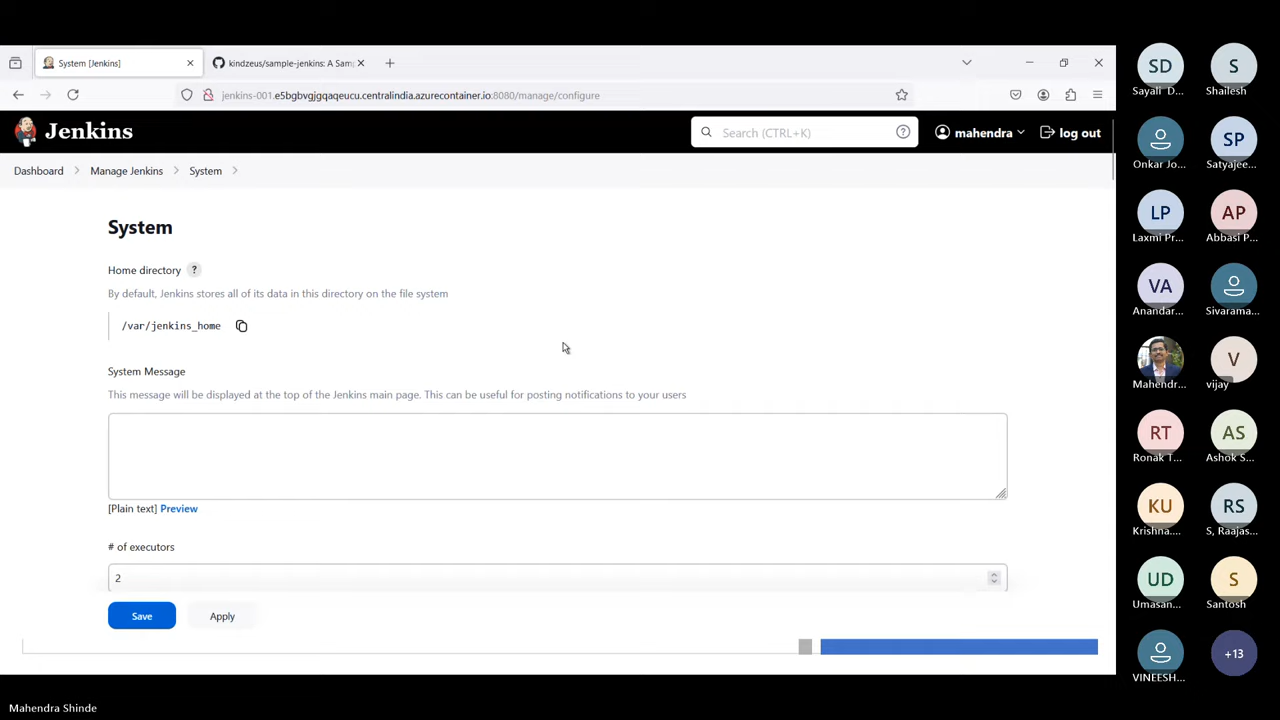 System [Jenkins]
kindzeus/sample-jenkins: A Sam
jenkins-001.e5bgbvgjgqaqeucu.centralindia.azurecontainer.io:8080/manage/configure
Jenkins
Search (CTRL+K)
mahendra
log out
Dashboard
Manage Jenkins
System
System
Home directory ?
By default, Jenkins stores all of its data in this directory on the file system
/var/jenkins_home
System Message
This message will be displayed at the top of the Jenkins main page. This can be useful for posting notifications to your users
[Plain text] Preview
# of executors
2
Save
Apply
SD
Sayali D...
S
Shailesh
Onkar Jo...
SP
Satyajee...
LP
Laxmi Pr...
AP
Abbasi P...
VA
Anandar...
Sivarama...
Mahendr...
V
vijay
RT
Ronak T...
AS
Ashok S...
KU
Krishna....
RS
S, Raajas...
UD
Umasan...
S
Santosh
VINEESH...
+13
Mahendra Shinde